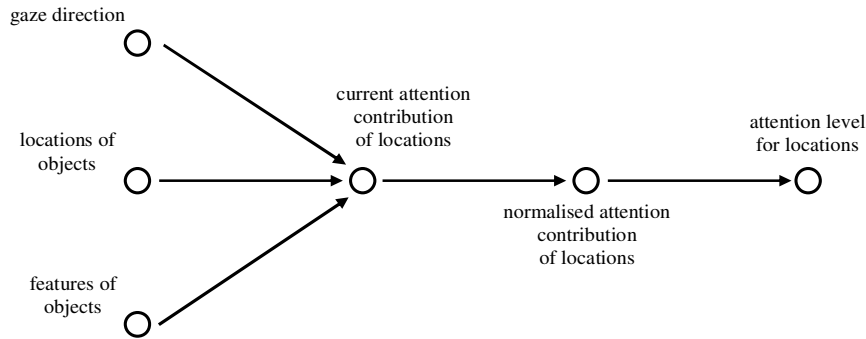 gaze direction
locations of
objects
features of
objects
current attention
contribution
of locations
normalised attention
contribution
of locations
attention level
for locations